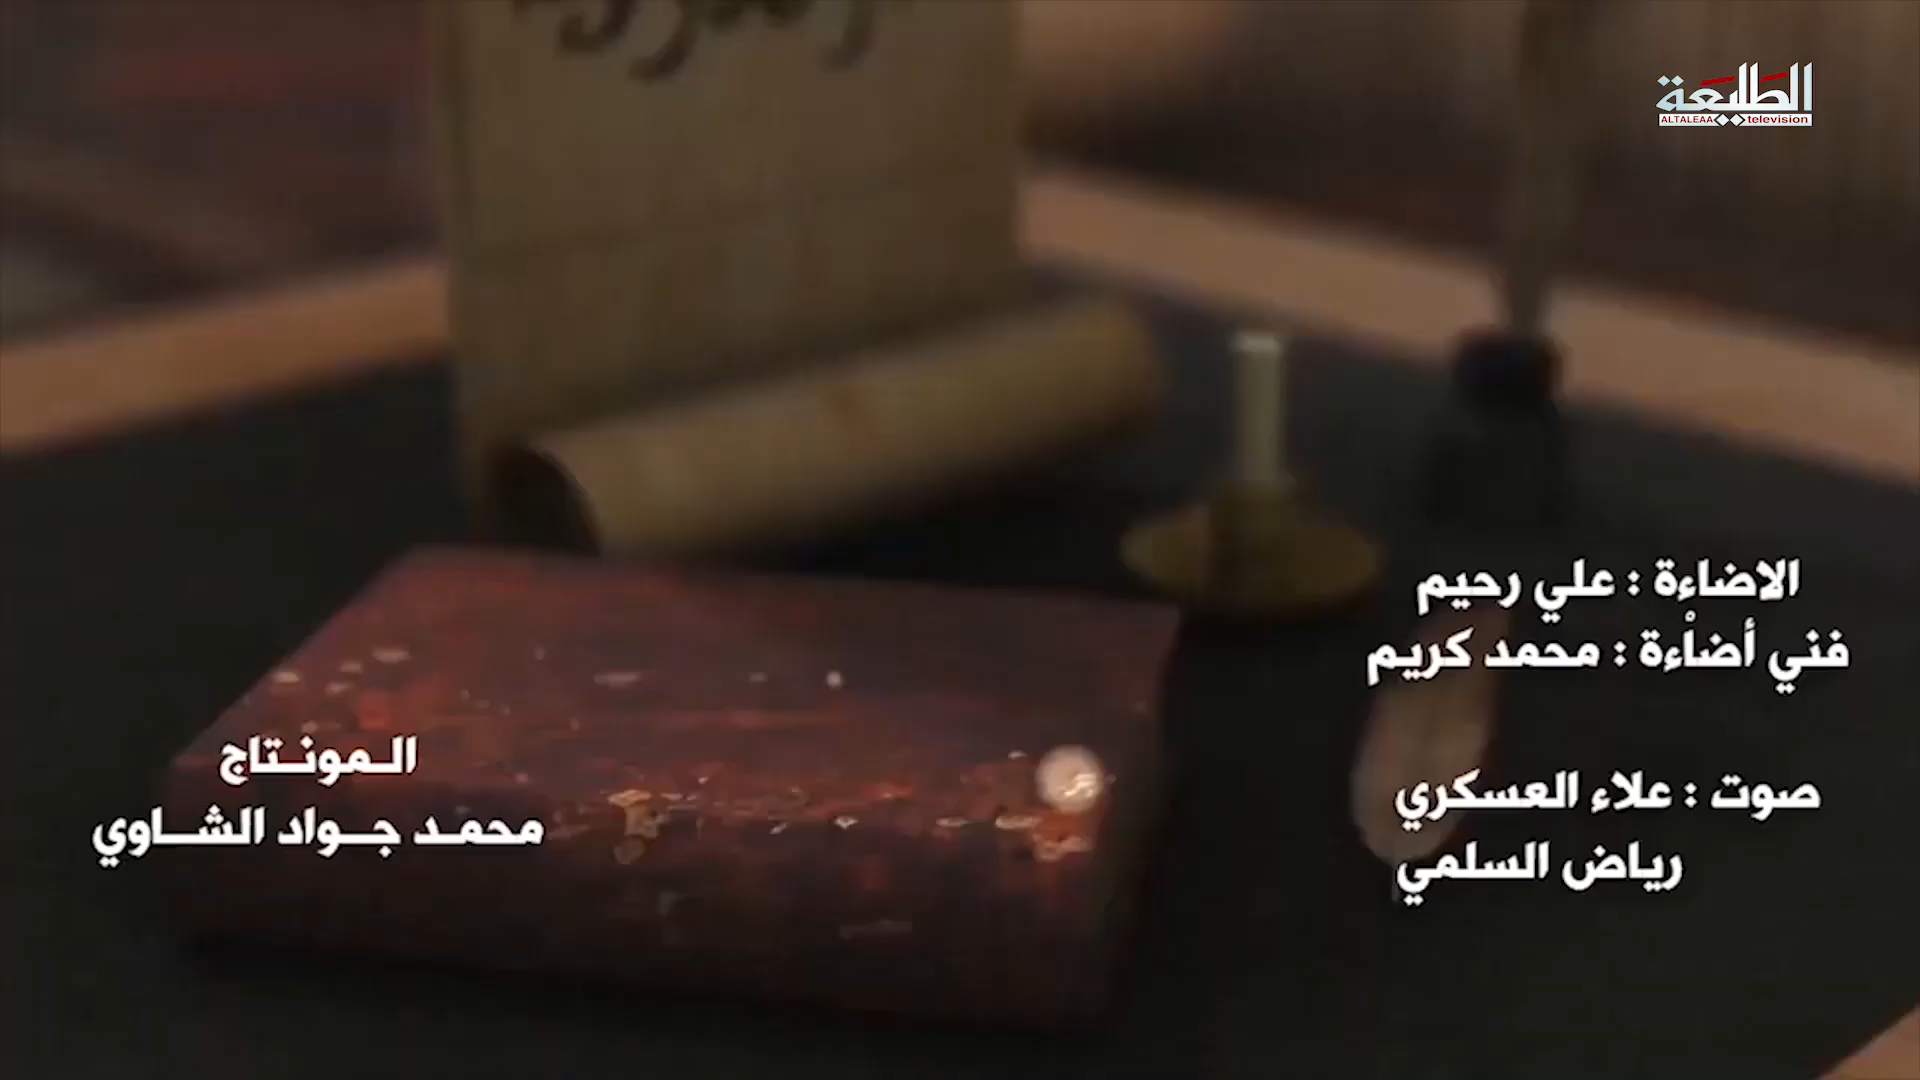 الطليعة
ALTALEAA television
الاضاءة : علي رحيم
فني أضاْءة : محمد كريم
صوت : علاء العسكري
رياض السلمي
المونتاج
محمد جواد الشاوي